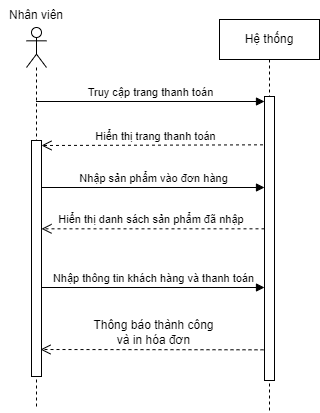 Nhân viên
Hệ thống
Truy cập trang thanh toán
Hiển thị trang thanh toán
Nhập sản phẩm vào đơn hàng
Hiển thị danh sách sản phẩm đã nhập
Nhập thông tin khách hàng và thanh toán
Thông báo thành công
và in hóa đơn